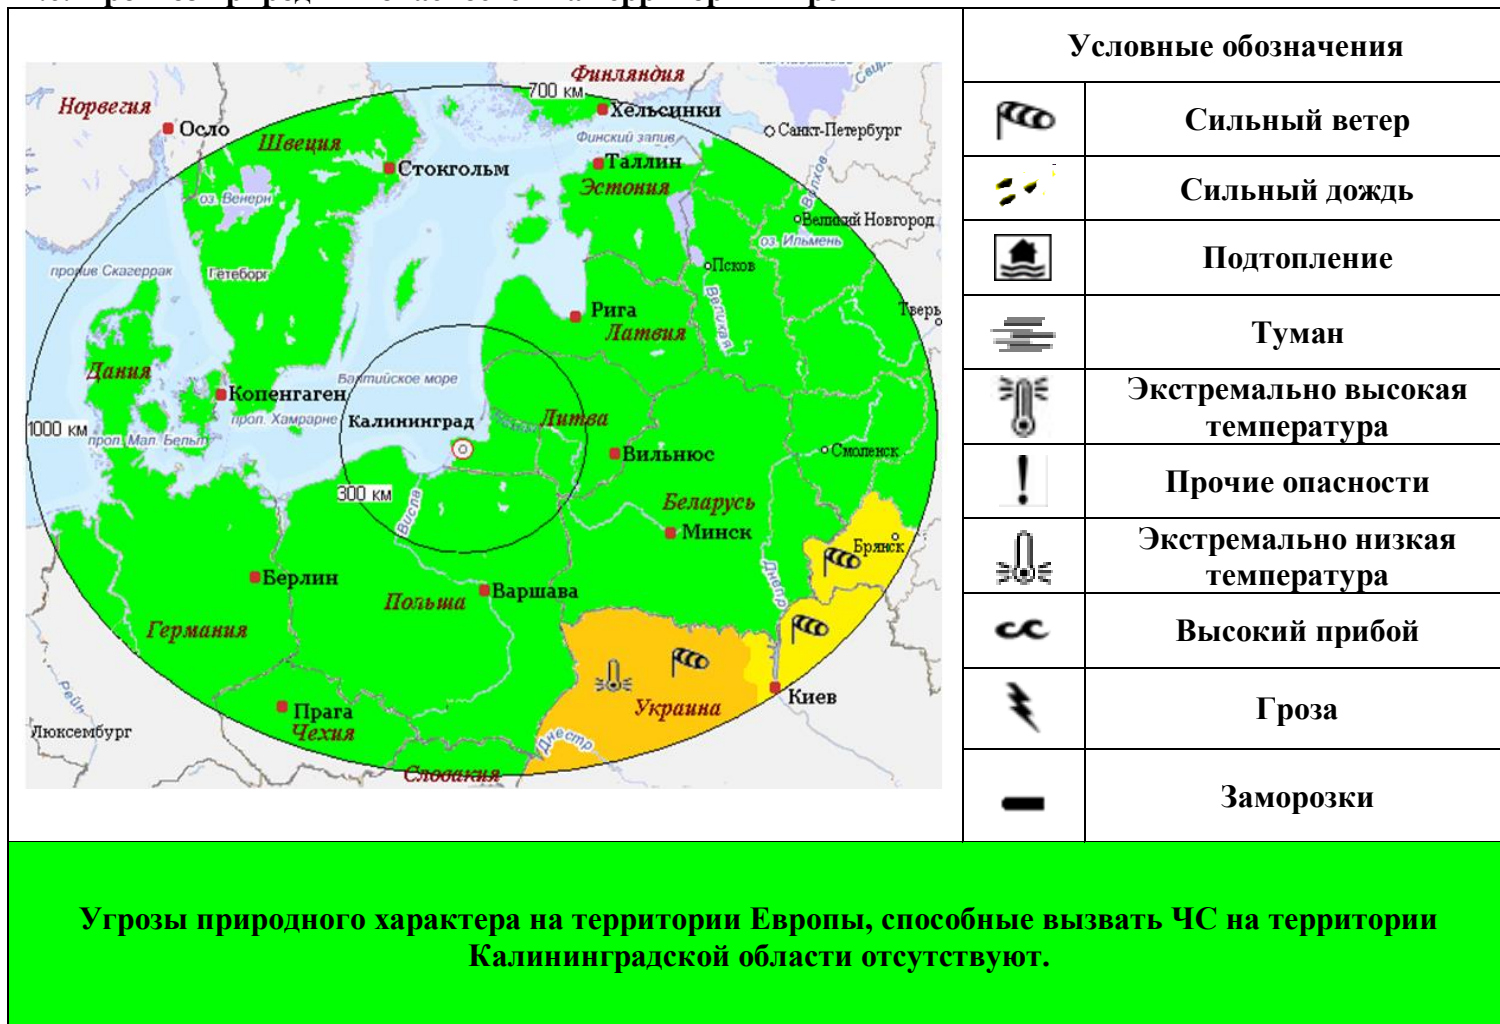 Финляндия
Свирь
700 км
Норвегия
Хельсинки
Осло
Санкт-Петербург
Финский залив
Швеция
Таллин
Стокгольм
Эстония
Волхов
оз. Венерн
Великий Новгород
оз. Ильмень
Псков
пролив Скагеррак
Гетеборг
Великая
Тверь
Рига
Латвия
Дания
Балтийское море
Копенгаген
Литва
проп. Хамрарне
Калининград
1000 км
проп. Мал. Бельт
Вильнюс
Смоленск
300 км
Висла
Беларусь
Минск
Брянск
Днепр
Берлин
Варшава
Польша
Германия
Рейн
Киев
Украина
Прага
Чехия
Люксембург
Днестр
Словакия
Условные обозначения
Сильный ветер
Сильный дождь
Подтопление
Туман
Экстремально высокая
температура
Прочие опасности
Экстремально низкая
температура
Высокий прибой
Гроза
Заморозки
Угрозы природного характера на территории Европы, способные вызвать ЧС на территории
Калининградской области отсутствуют.